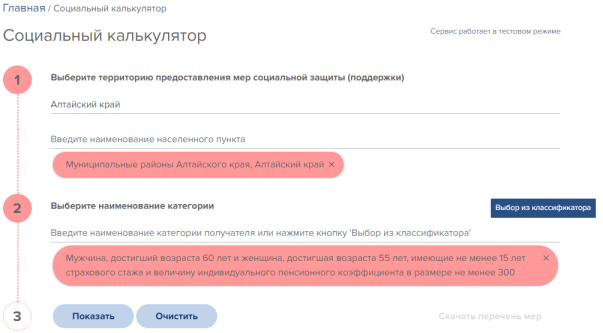 Главная / Социальный калькулятор
Социальный калькулятор
Сервис работает в тестовом режиме
1
Выберите территорию предоставления мер социальной защиты (поддержки)
Алтайский край
Введите наименование населенного пункта
Муниципальные районы Алтайского края, Алтайский край ×
2
Выберите наименование категории
Выбор из классификатора
Введите наименование категории получателя или нажмите кнопку 'Выбор из классификатора'
Мужчина, достигший возраста 60 лет и женщина, достигшая возраста 55 лет, имеющие не менее 15 лет ×
страхового стажа и величину индивидуального пенсионного коэффициента в размере не менее 300
3
Показать
Очистить
Скачать перечень мер